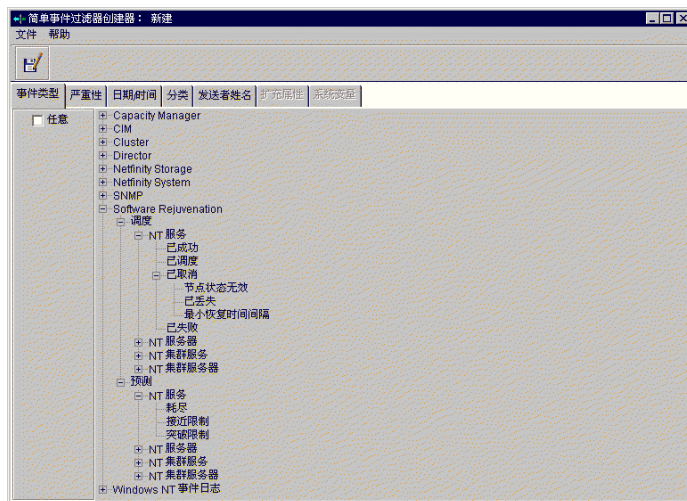 简单事件过滤器创建器： 新建
文件 帮助
事件类型 严重性 日期/时间 分类 发送者姓名 扩充属性 系统变量
任意
Capacity Manager
CIM
Cluster
Director
Netfinity Storage
Netfinity System
SNMP
Software Rejuvenation
调度
NT 服务
已成功
已调度
已取消
节点状态无效
已丢失
最小恢复时间间隔
已失败
NT 服务器
NT 集群服务
NT 集群服务器
预测
NT 服务
耗尽
接近限制
突破限制
NT 服务器
NT 集群服务
NT 集群服务器
Windows NT 事件日志